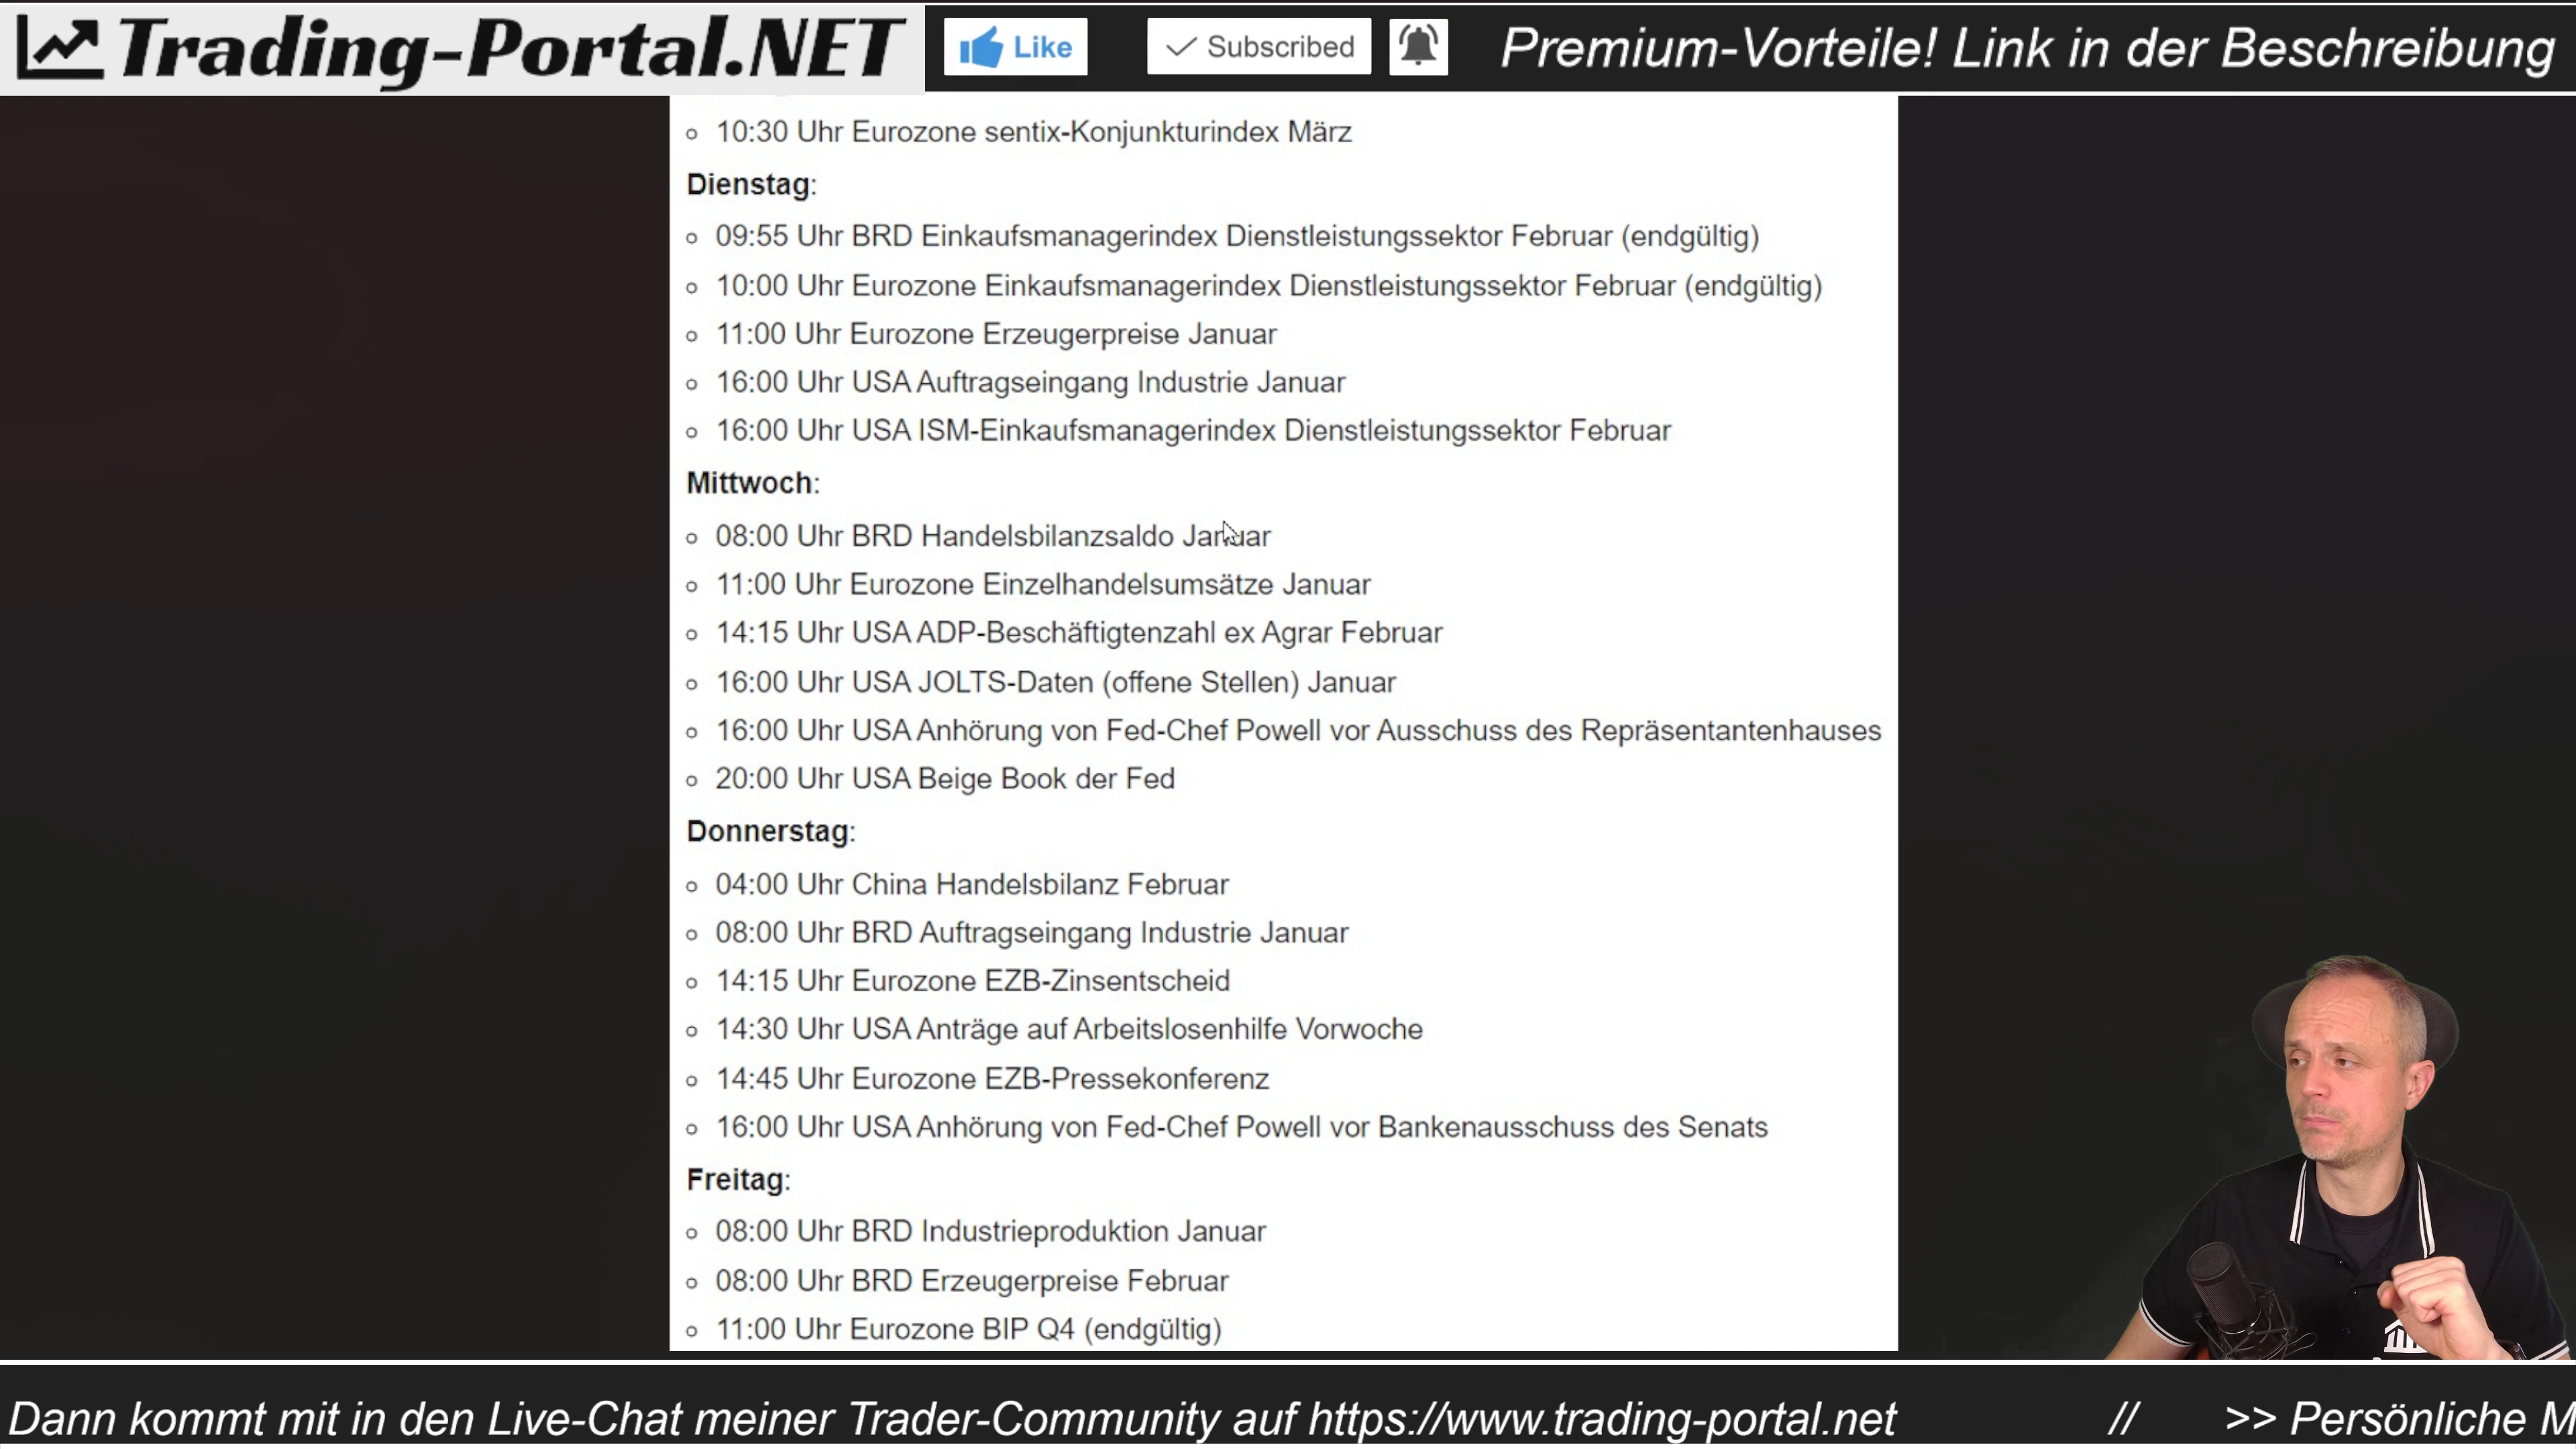 Trading-Portal.NET
Like
Subscribed
Premium-Vorteile! Link in der Beschreibung
10:30 Uhr Eurozone sentix-Konjunkturindex März
Dienstag:
09:55 Uhr BRD Einkaufsmanagerindex Dienstleistungssektor Februar (endgültig)
10:00 Uhr Eurozone Einkaufsmanagerindex Dienstleistungssektor Februar (endgültig)
11:00 Uhr Eurozone Erzeugerpreise Januar
16:00 Uhr USA Auftragseingang Industrie Januar
16:00 Uhr USA ISM-Einkaufsmanagerindex Dienstleistungssektor Februar
Mittwoch:
08:00 Uhr BRD Handelsbilanzsaldo Januar
11:00 Uhr Eurozone Einzelhandelsumsätze Januar
14:15 Uhr USA ADP-Beschäftigtenzahl ex Agrar Februar
16:00 Uhr USA JOLTS-Daten (offene Stellen) Januar
16:00 Uhr USA Anhörung von Fed-Chef Powell vor Ausschuss des Repräsentantenhauses
20:00 Uhr USA Beige Book der Fed
Donnerstag:
04:00 Uhr China Handelsbilanz Februar
08:00 Uhr BRD Auftragseingang Industrie Januar
14:15 Uhr Eurozone EZB-Zinsentscheid
14:30 Uhr USA Anträge auf Arbeitslosenhilfe Vorwoche
14:45 Uhr Eurozone EZB-Pressekonferenz
16:00 Uhr USA Anhörung von Fed-Chef Powell vor Bankenausschuss des Senats
Freitag:
08:00 Uhr BRD Industrieproduktion Januar
08:00 Uhr BRD Erzeugerpreise Februar
11:00 Uhr Eurozone BIP Q4 (endgültig)
Dann kommt mit in den Live-Chat meiner Trader-Community auf https://www.trading-portal.net // >> Persönliche M